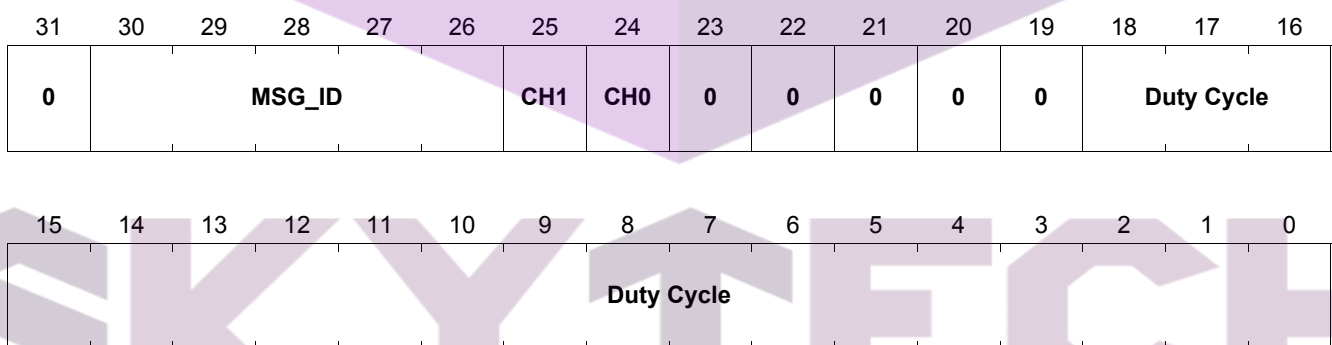 31 30 29 28 27 26 25 24 23 22 21 20 19 18 17 16
0 MSG_ID CH1 CH0 0 0 0 0 0 Duty Cycle
15 14 13 12 11 10 9 8 7 6 5 4 3 2 1 0
Duty Cycle
SKYTECH